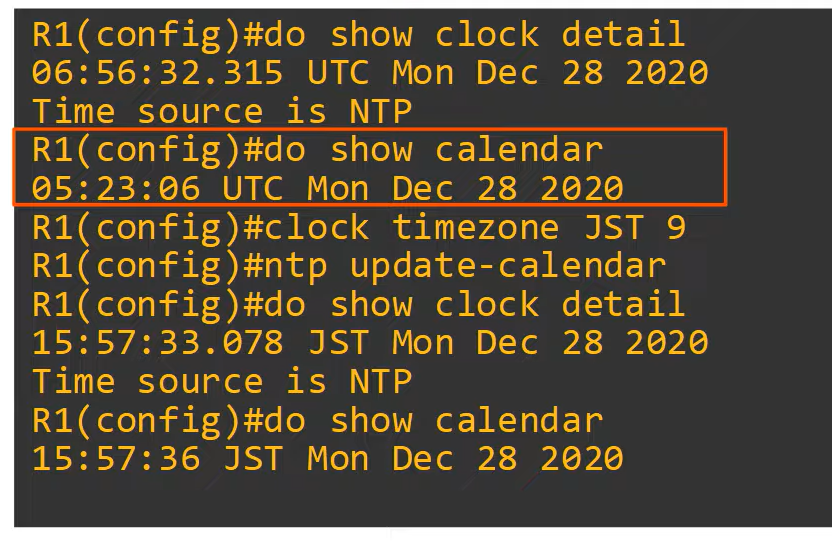 R1(config)#do show clock detail
06:56:32.315 UTC Mon Dec 28 2020
Time source is NTP
R1(config)#do show calendar
05:23:06 UTC Mon Dec 28 2020
R1(config)#clock timezone JST 9
R1(config)#ntp update-calendar
R1(config)#do show clock detail
15:57:33.078 JST Mon Dec 28 2020
Time source is NTP
R1(config)#do show calendar
15:57:36 JST Mon Dec 28 2020